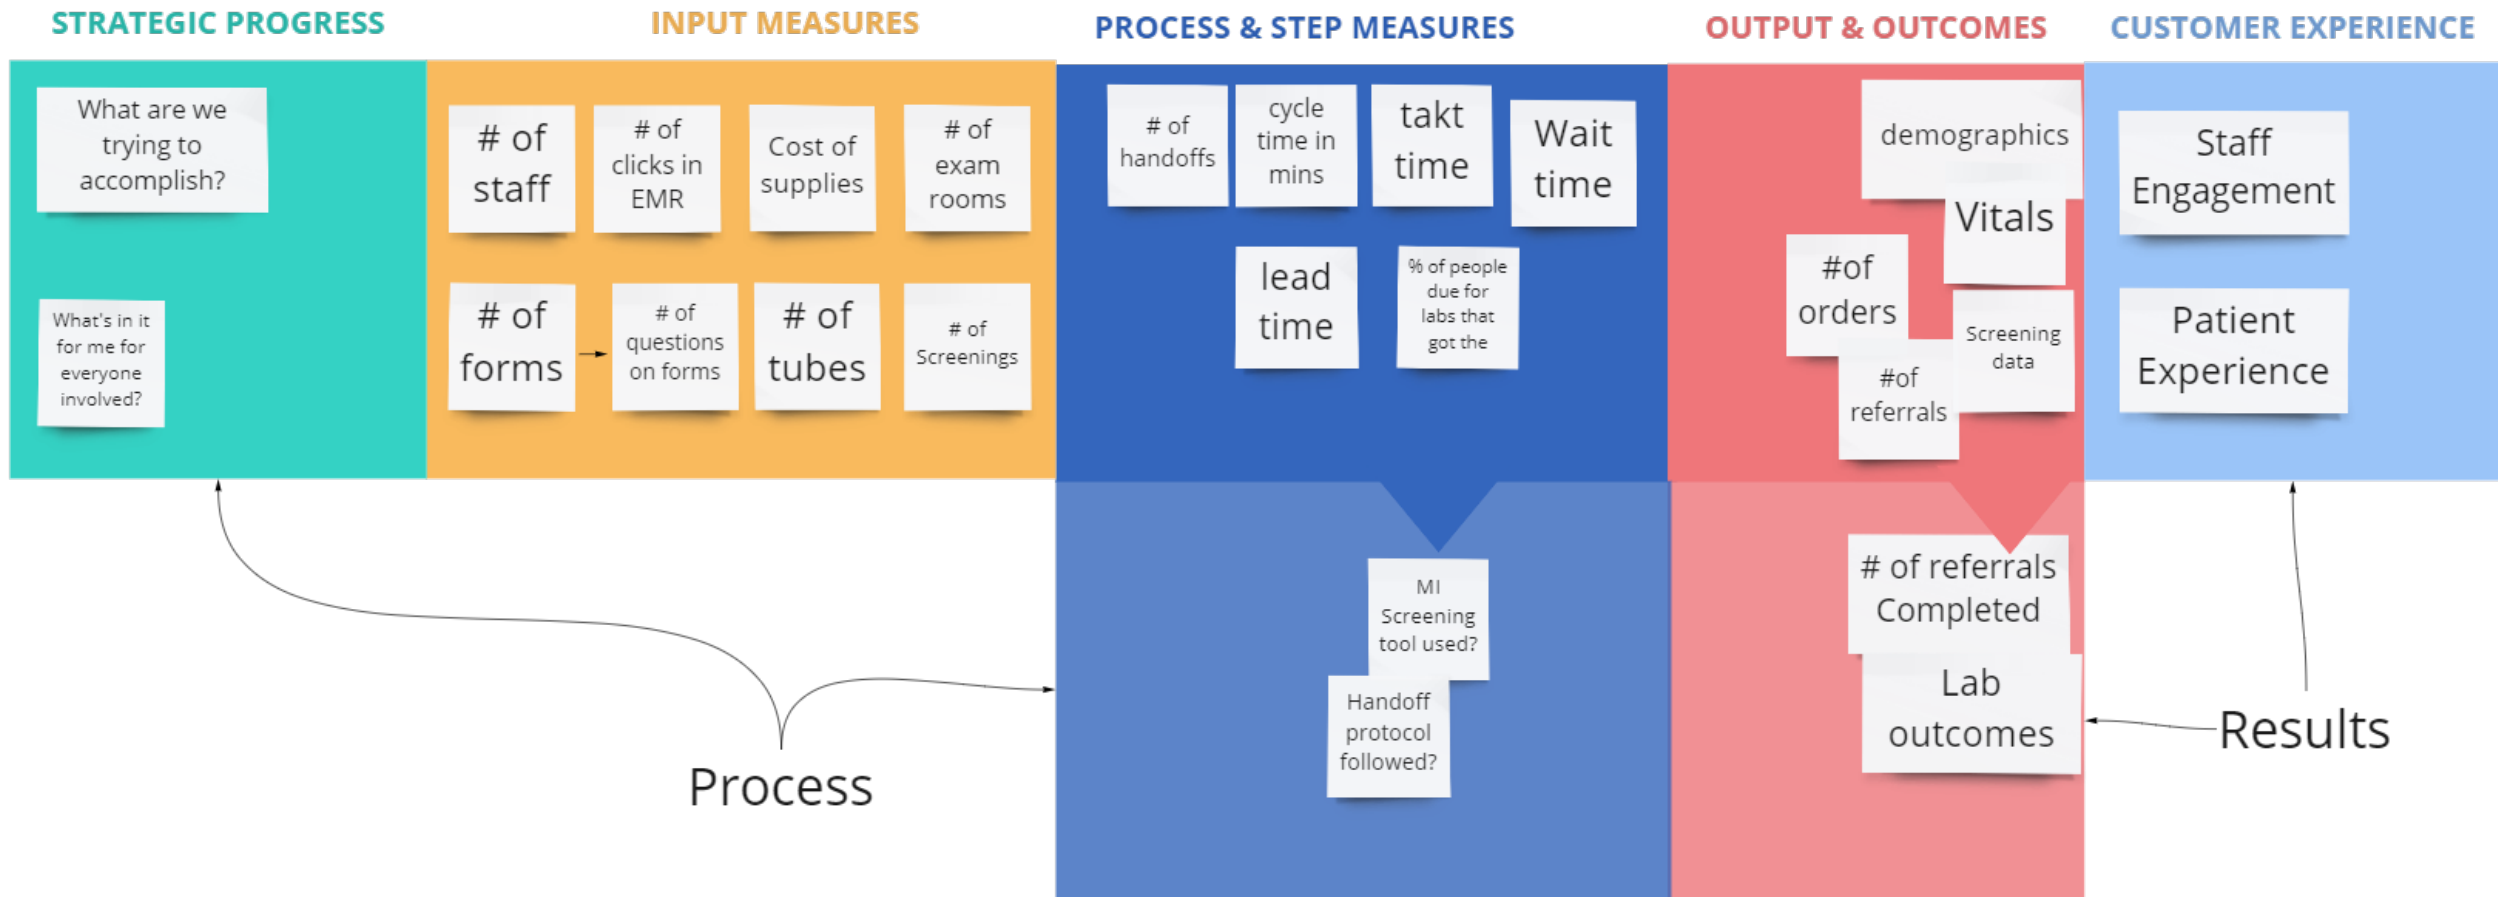 STRATEGIC PROGRESS
INPUT MEASURES
PROCESS & STEP MEASURES
OUTPUT & OUTCOMES
CUSTOMER EXPERIENCE
What are we
trying to
accomplish?
What's in it
for me for
everyone
involved?
# of
staff
# of
clicks in
EMR
Cost of
supplies
# of
exam
rooms
# of
forms
# of
questions
on forms
# of
tubes
# of
Screenings
# of
handoffs
cycle
time in
mins
takt
time
Wait
time
lead
time
% of people
due for
labs that
got the
MI
Screening
tool used?
Handoff
protocol
followed?
demographics
Vitals
#of
orders
Screening
data
#of
referrals
# of referrals
Completed
Lab
outcomes
Staff
Engagement
Patient
Experience
Process
Results